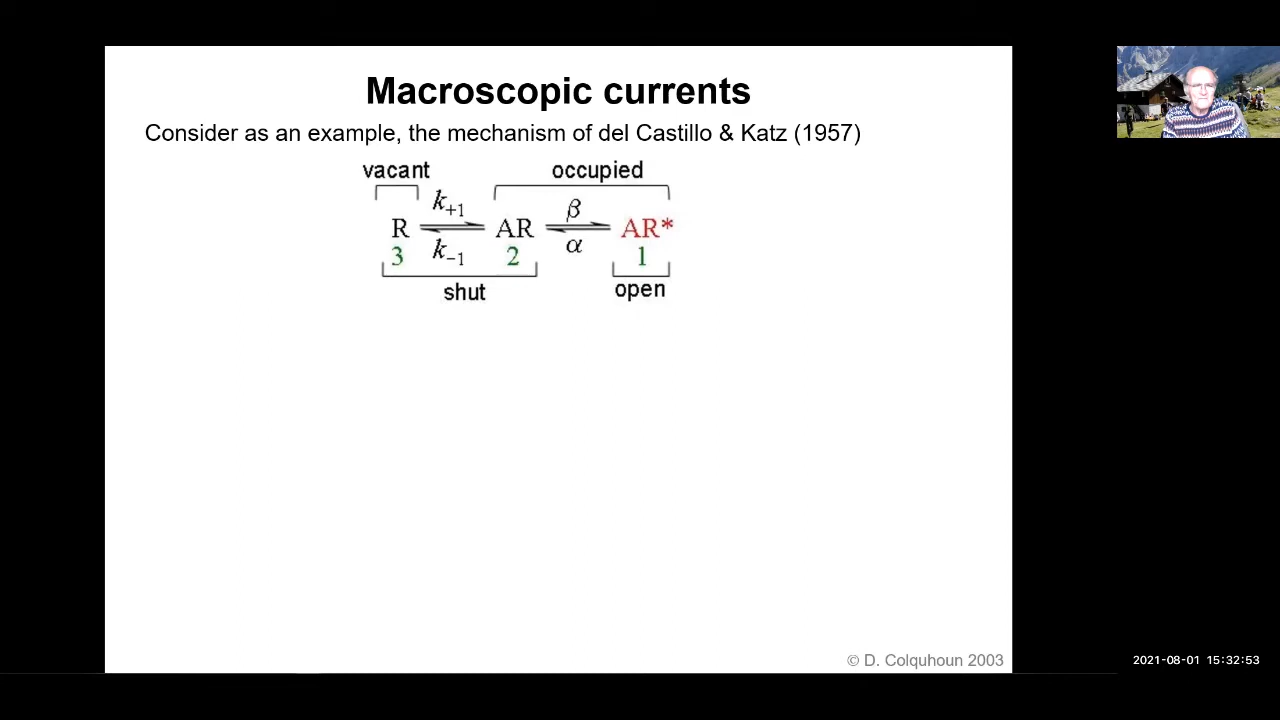 Macroscopic currents
Consider as an example, the mechanism of del Castillo & Katz (1957)
vacant occupied
k+1 β
R AR AR*
k−1 α
3 2 1
shut open
© D. Colquhoun 2003
2021-08-01 15:32:53